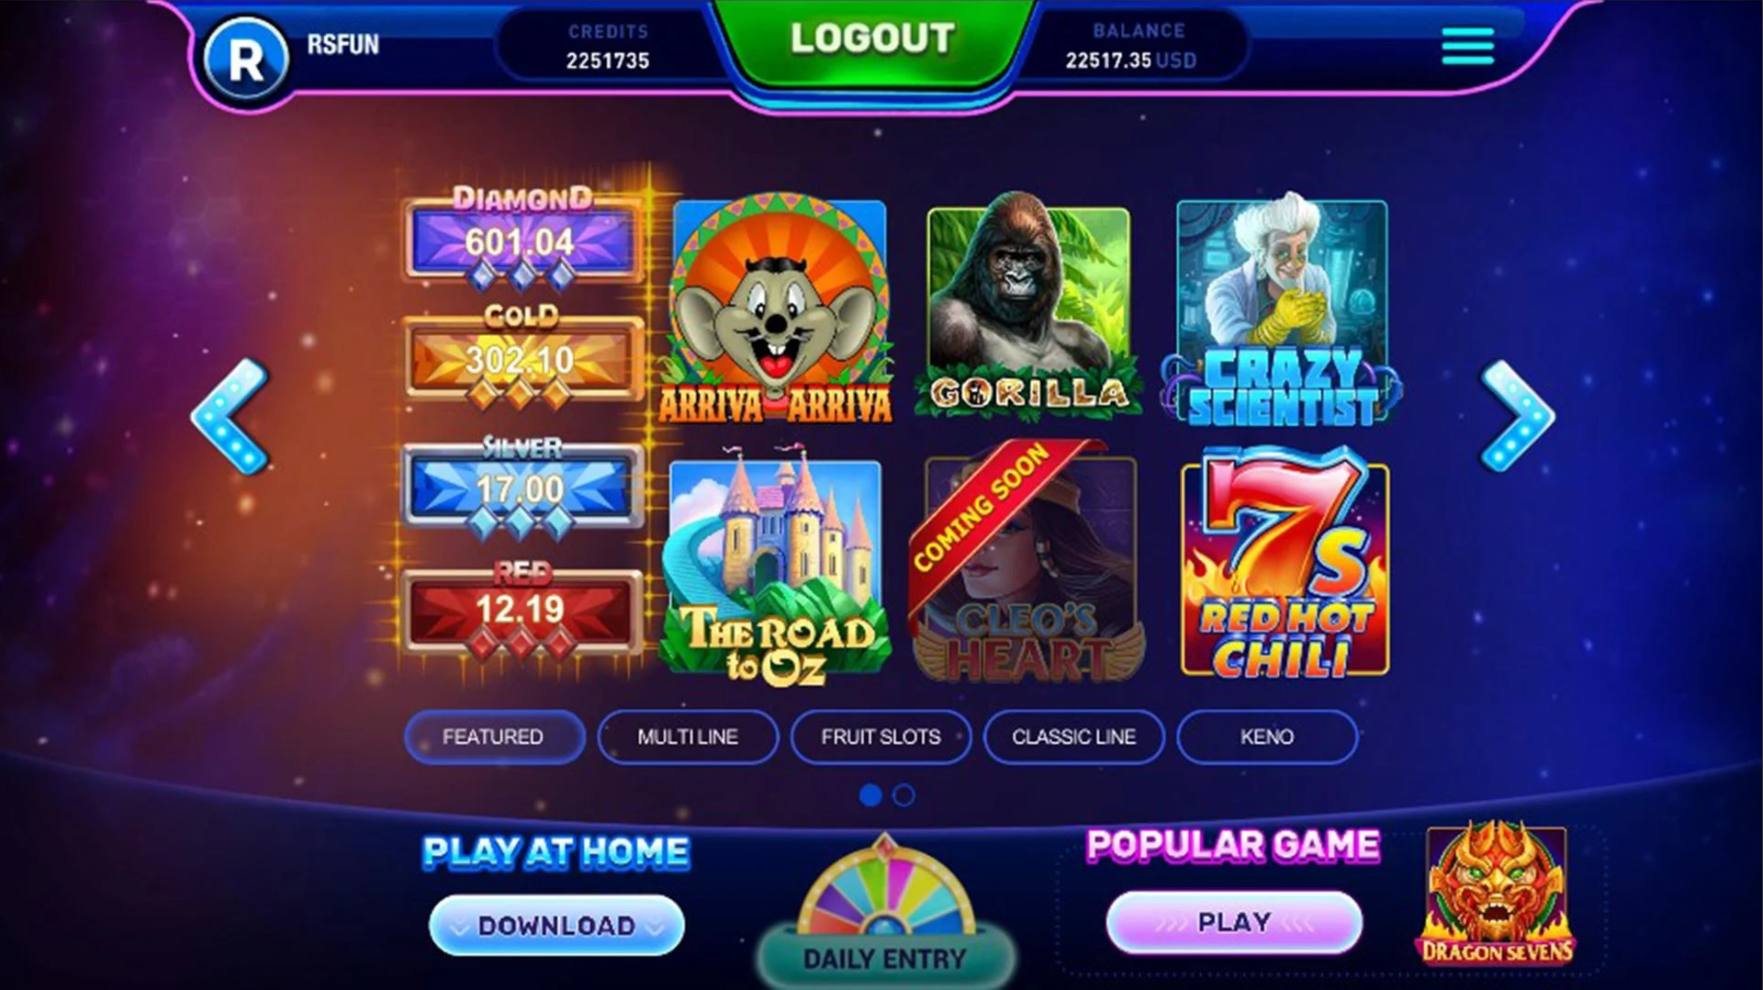 R
RSFUN
CREDITS
2251735
LOGOUT
BALANCE
22517.35 USD
DIAMOND
601.04
GOLD
302.10
SILVER
17.00
RED
12.19
ARRIVA ARRIVA
GORILLA
CRAZY
SCIENTIST
THE ROAD
to OZ
COMING SOON
CLEO'S
HEART
7s
RED HOT
CHILI
FEATURED
MULTI LINE
FRUIT SLOTS
CLASSIC LINE
KENO
PLAY AT HOME
DOWNLOAD
DAILY ENTRY
POPULAR GAME
PLAY
DRAGON SEVENS